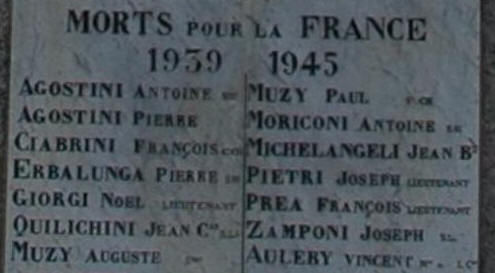 MORTS POUR LA FRANCE
1939 1945
AGOSTINI ANTOINE
AGOSTINI PIERRE
CIABRINI FRANÇOIS
ERBALUNGA PIERRE
GIORGI NOEL LIEUTENANT
QUILICHINI JEAN
MUZY AUGUSTE
MUZY PAUL
MORICONI ANTOINE
MICHELANGELI JEAN Bᵗᵉ
PIETRI JOSEPH LIEUTENANT
PREA FRANÇOIS LIEUTENANT
ZAMPONI JOSEPH
AULERY VINCENT